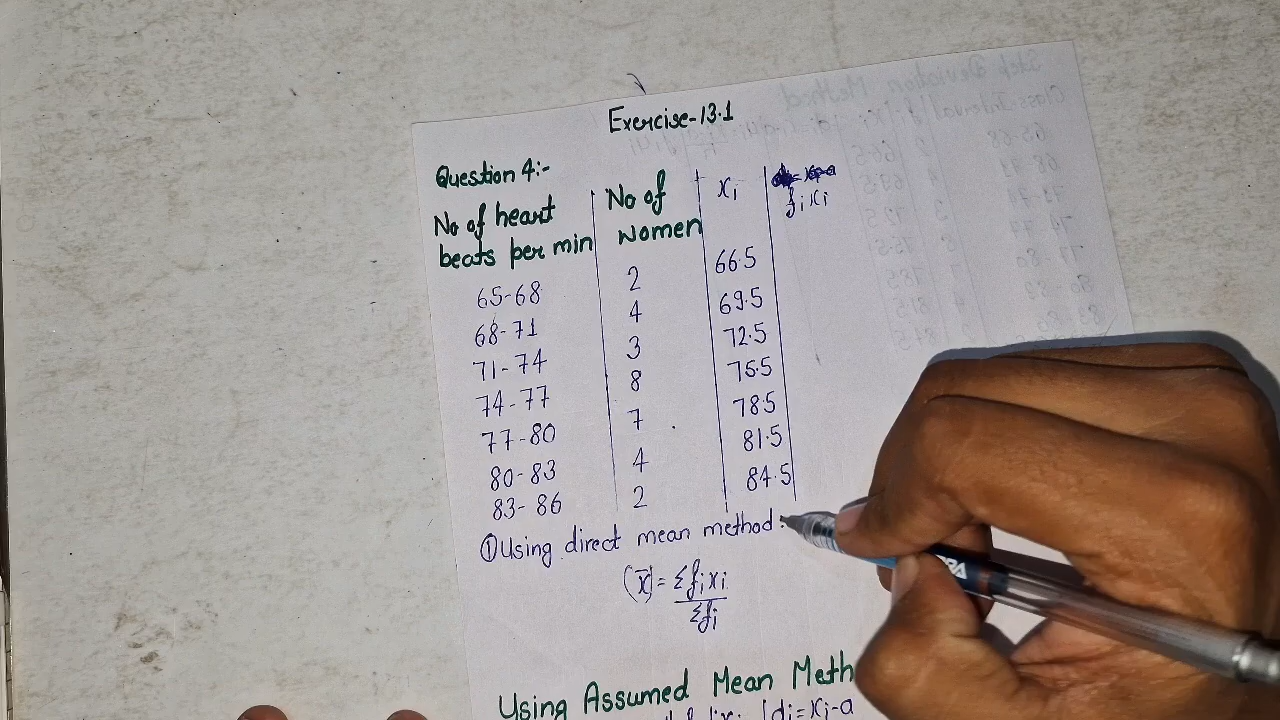 Exercise-13.1
Question 4:-
No of heart beats per min | No of women | xi | fixi
65-68 2 66.5
68-71 4 69.5
71-74 3 72.5
74-77 8 75.5
77-80 7 78.5
80-83 4 81.5
83-86 2 84.5
① Using direct mean method:
(x̄) = Σfixi
Σfi
Using Assumed Mean Meth
di=xi-a